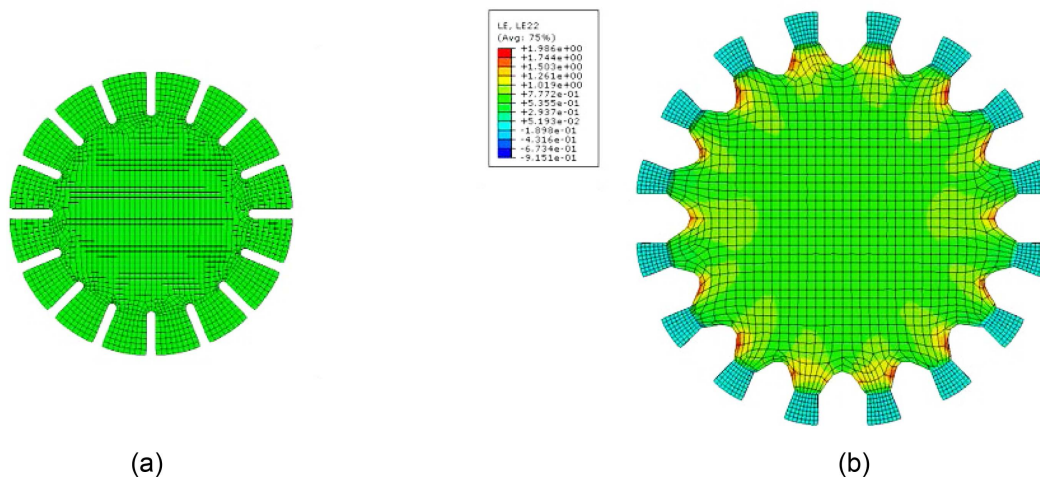 LE, LE22
(Avg: 75%)
+1.986e+00
+1.744e+00
+1.503e+00
+1.261e+00
+1.019e+00
+7.772e-01
+5.355e-01
+2.937e-01
+5.193e-02
-1.898e-01
-4.316e-01
-6.734e-01
-9.151e-01
(a)
(b)